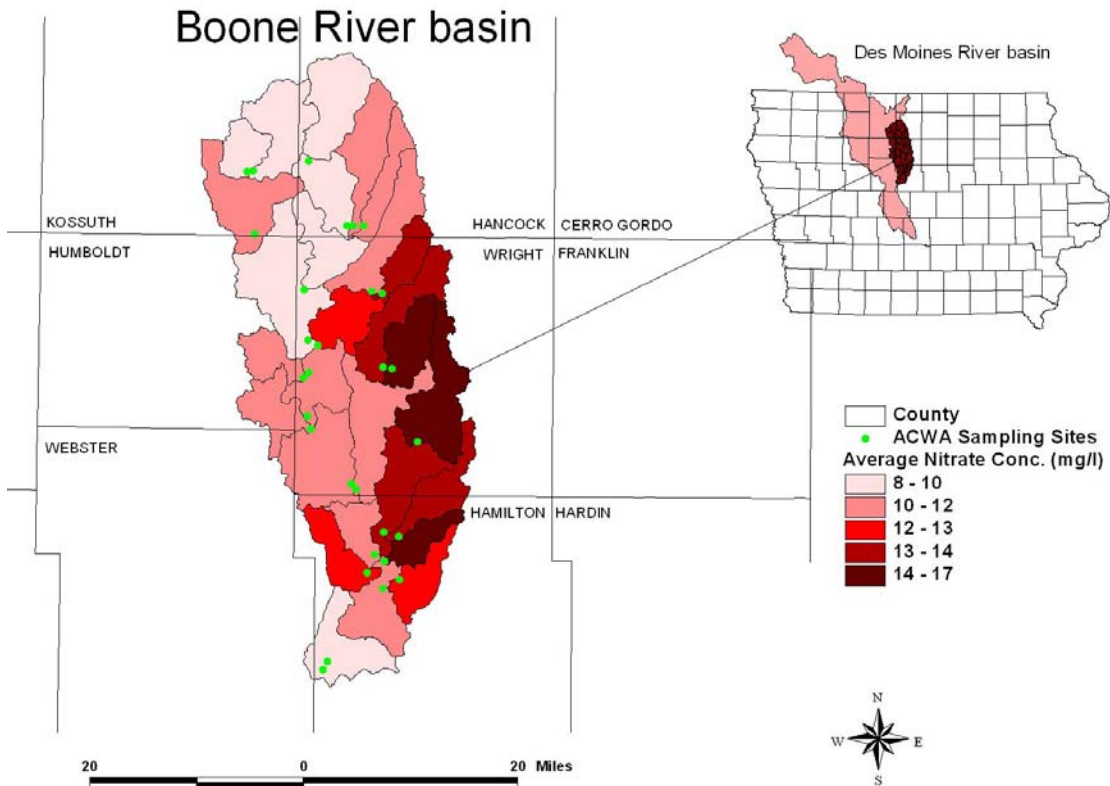 Boone River basin
Des Moines River basin
KOSSUTH
HANCOCK
CERRO GORDO
HUMBOLDT
WRIGHT
FRANKLIN
WEBSTER
HAMILTON
HARDIN
County
ACWA Sampling Sites
Average Nitrate Conc. (mg/l)
8 - 10
10 - 12
12 - 13
13 - 14
14 - 17
N
W
E
S
20 0 20 Miles